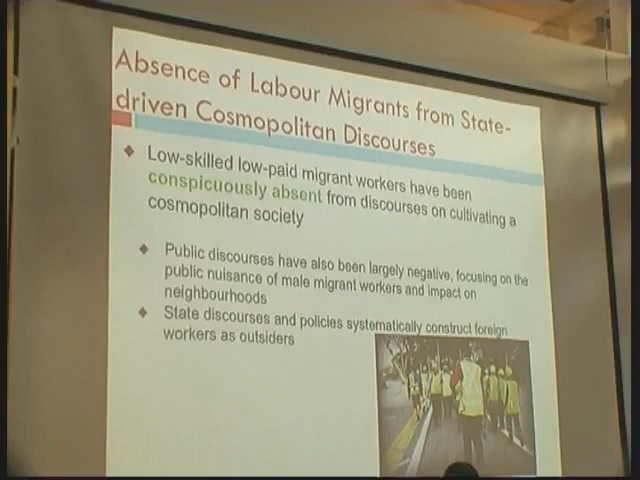 Absence of Labour Migrants from State-
driven Cosmopolitan Discourses
Low-skilled low-paid migrant workers have been
conspicuously absent from discourses on cultivating a
cosmopolitan society
Public discourses have also been largely negative, focusing on the
public nuisance of male migrant workers and impact on
neighbourhoods
State discourses and policies systematically construct foreign
workers as outsiders